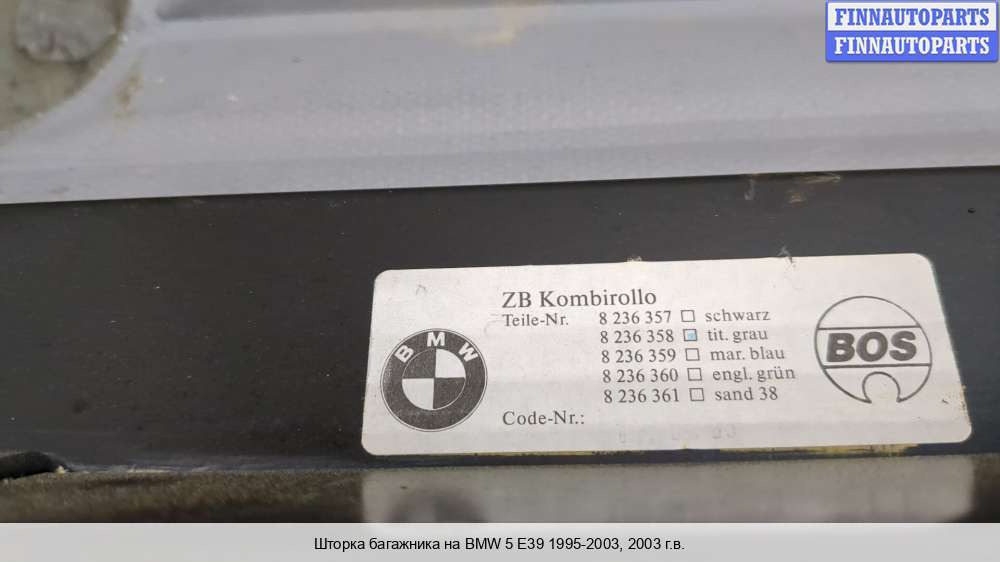 FINNAUTOPARTS
FINNAUTOPARTS
ZB Kombirollo
Teile-Nr. 8 236 357 schwarz
8 236 358 tit. grau
8 236 359 mar. blau
8 236 360 engl. grün
8 236 361 sand 38
Code-Nr.:
BMW
BOS
Шторка багажника на BMW 5 E39 1995-2003, 2003 г.в.